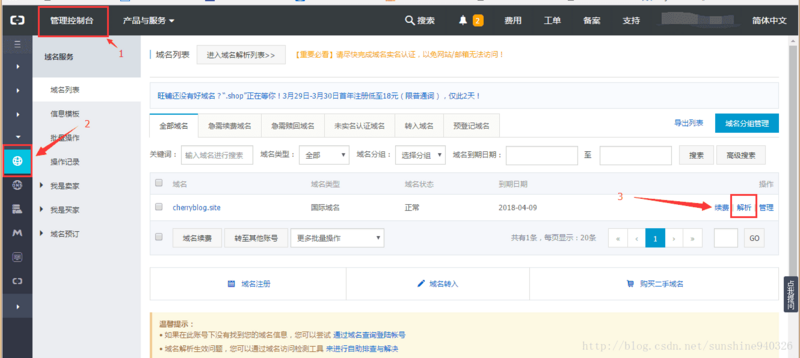 管理控制台 产品与服务 搜索 2 费用 工单 备案 支持 简体中文
1
域名服务
域名列表 进入域名解析列表>> 【重要必看】请尽快完成域名实名认证，以免网站/邮箱无法访问！
域名列表
旺铺还没有好域名？".shop"正在等你！3月29日-3月30日首年注册低至18元（限普通词），仅此2天！
信息模板
全部域名 急需续费域名 急需赎回域名 未实名认证域名 转入域名 预登记域名 导出列表 域名分组管理
2
批量操作
关键词： 输入域名进行搜索 域名类型： 全部 域名分组： 选择分组 域名到期日期： 至 搜索 高级搜索
操作记录
我是卖家
域名 域名类型 域名状态 到期日期 操作
3
我是买家
cherryblog.site 国际域名 正常 2018-04-09 续费 解析 管理
域名预订
域名续费 转至其他账号 更多批量操作 共有1条，每页显示：20条 « ‹ 1 › » GO
域名注册 域名转入 购买二手域名
点我提问
温馨提示：
• 如果在此账号下没有找到您的域名信息，您可以尝试 通过域名查询登陆帐号
• 域名解析生效问题，您可以通过域名访问检测工具 来进行自助排查与解决
http://blog.csdn.net/sunshine940326